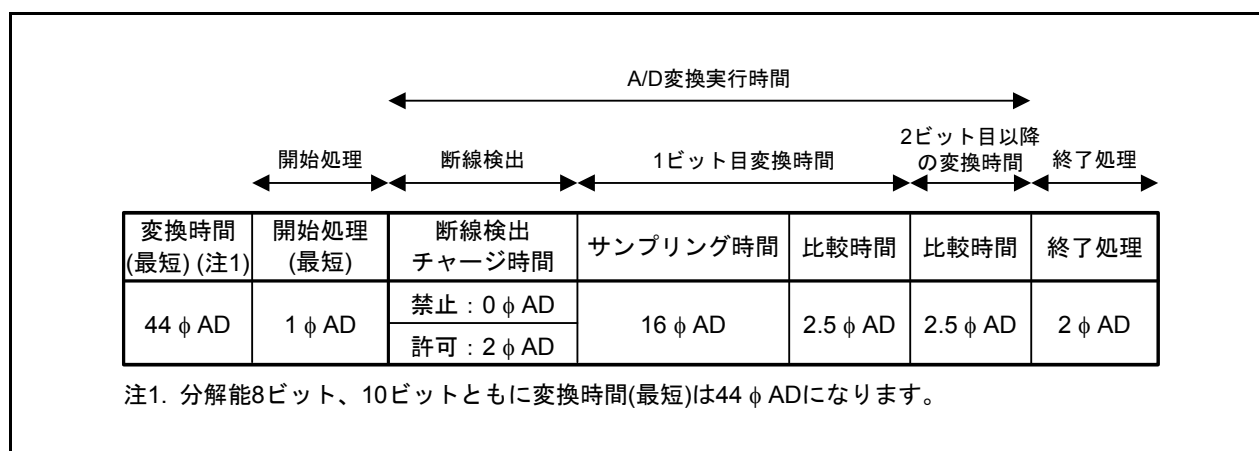 A/D変換実行時間
開始処理
断線検出
1ビット目変換時間
2ビット目以降
の変換時間
終了処理
変換時間
(最短) (注1)
開始処理
(最短)
断線検出
チャージ時間
サンプリング時間
比較時間
比較時間
終了処理
44 φ AD
1 φ AD
禁止：0 φ AD
許可：2 φ AD
16 φ AD
2.5 φ AD
2.5 φ AD
2 φ AD
注1. 分解能8ビット、10ビットともに変換時間(最短)は44 φ ADになります。